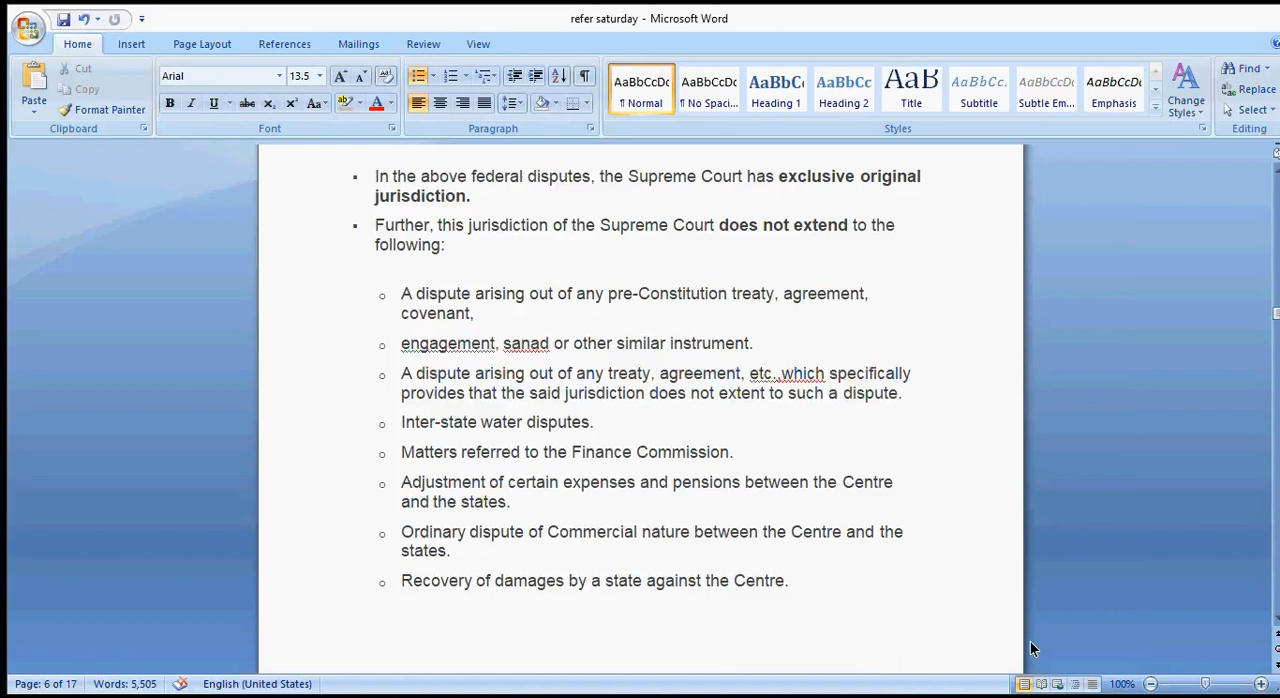 refer saturday - Microsoft Word
Home Insert Page Layout References Mailings Review View
Paste
Cut
Copy
Format Painter
Clipboard
Arial 13.5
B I U abc x₂ x² Aa
Font
Paragraph
AaBbCcDc AaBbCcDc AaBbC AaBbCc AaB AaBbCc. AaBbCcDc AaBbCcDc
¶ Normal ¶ No Spaci... Heading 1 Heading 2 Title Subtitle Subtle Em... Emphasis
Change Styles
Styles
Find
Replace
Select
Editing
In the above federal disputes, the Supreme Court has exclusive original
jurisdiction.
Further, this jurisdiction of the Supreme Court does not extend to the
following:
A dispute arising out of any pre-Constitution treaty, agreement,
covenant,
engagement, sanad or other similar instrument.
A dispute arising out of any treaty, agreement, etc.,which specifically
provides that the said jurisdiction does not extent to such a dispute.
Inter-state water disputes.
Matters referred to the Finance Commission.
Adjustment of certain expenses and pensions between the Centre
and the states.
Ordinary dispute of Commercial nature between the Centre and the
states.
Recovery of damages by a state against the Centre.
Page: 6 of 17 Words: 5,505 English (United States) 100%